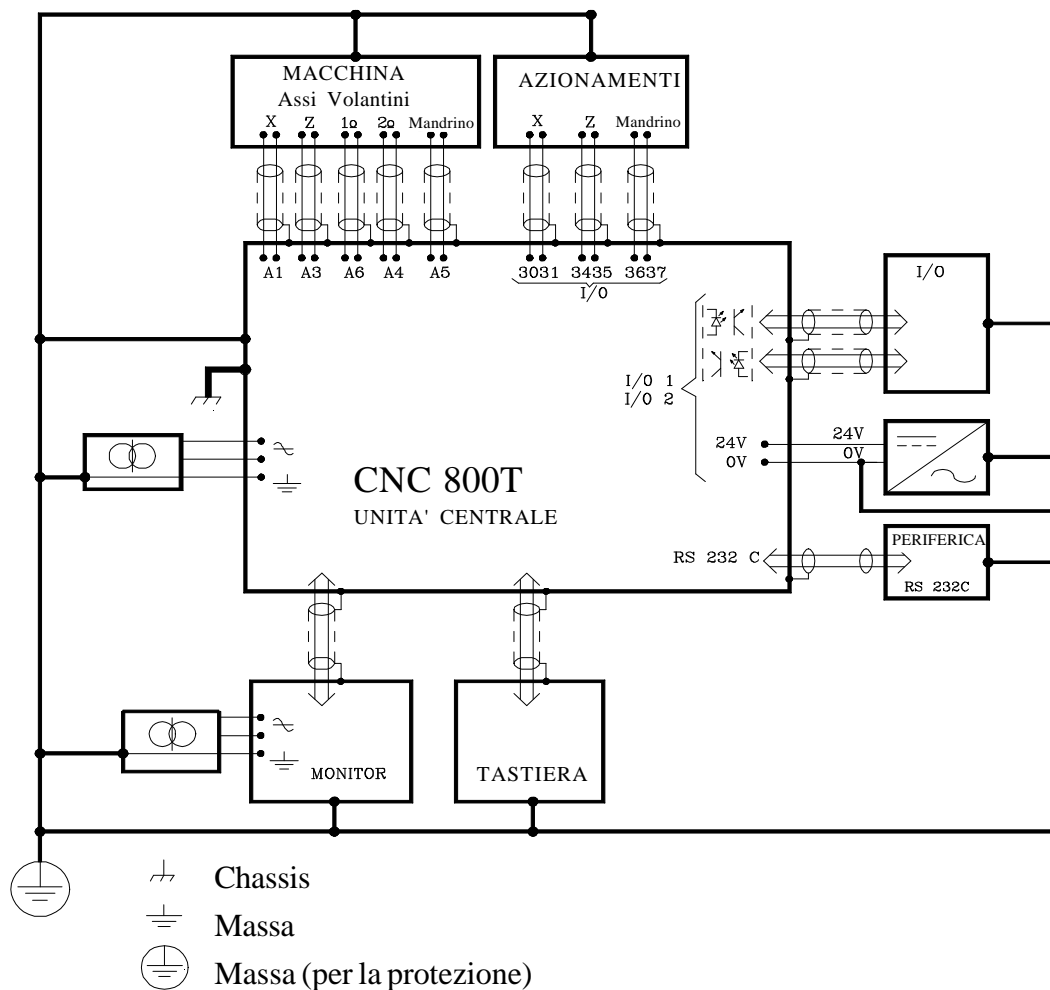 MACCHINA
Assi Volantini
X Z 1o 2o Mandrino
AZIONAMENTI
X Z Mandrino
A1 A3 A6 A4 A5
3031 3435 3637
I/O
I/O
I/O 1
I/O 2
24V
0V
24V
0V
CNC 800T
UNITA' CENTRALE
RS 232 C
PERIFERICA
RS 232C
MONITOR
TASTIERA
Chassis
Massa
Massa (per la protezione)